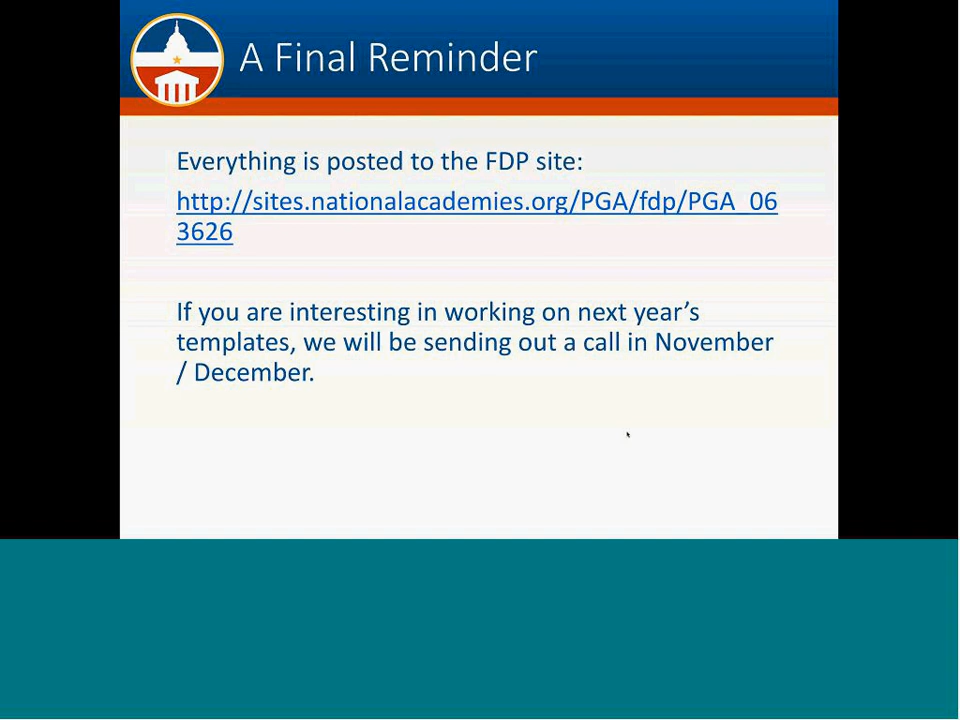 A Final Reminder
Everything is posted to the FDP site:
http://sites.nationalacademies.org/PGA/fdp/PGA_06
3626
If you are interesting in working on next year’s
templates, we will be sending out a call in November
/ December.